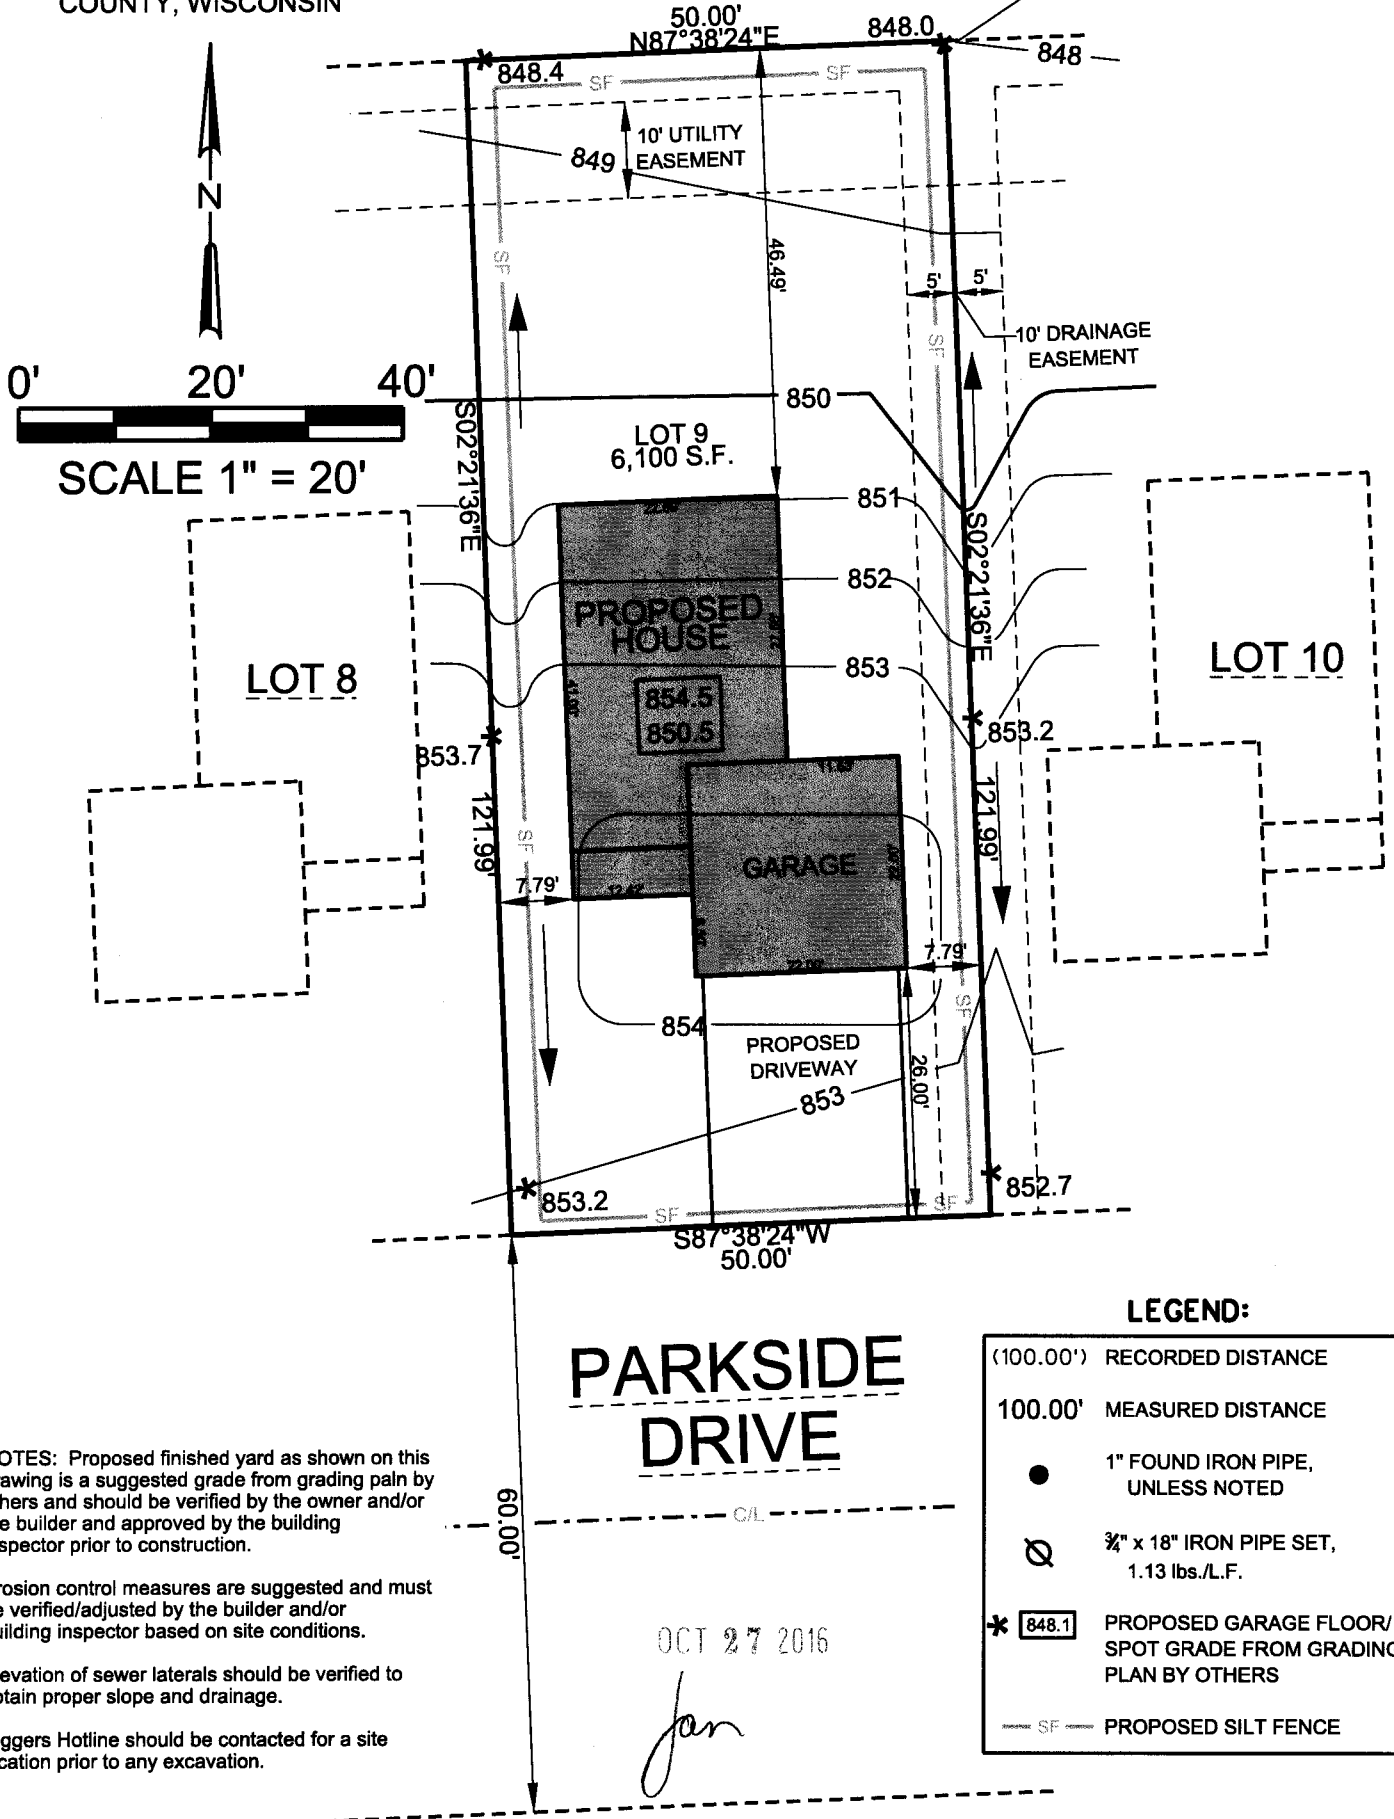 COUNTY, WISCONSIN
50.00'
N87°38'24"E
848.0
848
848.4
SF
SF
10' UTILITY
EASEMENT
849
N
SF
46.49'
5'
5'
10' DRAINAGE
EASEMENT
SF
0' 20' 40'
SCALE 1" = 20'
850
S02°21'36"E
LOT 9
6,100 S.F.
851
S02°21'36"E
852
PROPOSED
HOUSE
LOT 8
853
LOT 10
854.5
850.5
853.7
853.2
121.99'
121.99'
SF
GARAGE
7.79'
7.79'
22.00'
SF
854
PROPOSED
DRIVEWAY
26.00'
853
853.2
852.7
SF
SF
S87°38'24"W
50.00'
PARKSIDE
DRIVE
C/L
60.00'
OCT 27 2016
Jan
LEGEND:
(100.00') RECORDED DISTANCE
100.00' MEASURED DISTANCE
1" FOUND IRON PIPE,
UNLESS NOTED
¾" x 18" IRON PIPE SET,
1.13 lbs./L.F.
848.1 PROPOSED GARAGE FLOOR/
SPOT GRADE FROM GRADING
PLAN BY OTHERS
SF PROPOSED SILT FENCE
OTES: Proposed finished yard as shown on this
awing is a suggested grade from grading paln by
hers and should be verified by the owner and/or
e builder and approved by the building
spector prior to construction.
rosion control measures are suggested and must
e verified/adjusted by the builder and/or
uilding inspector based on site conditions.
evation of sewer laterals should be verified to
btain proper slope and drainage.
ggers Hotline should be contacted for a site
cation prior to any excavation.